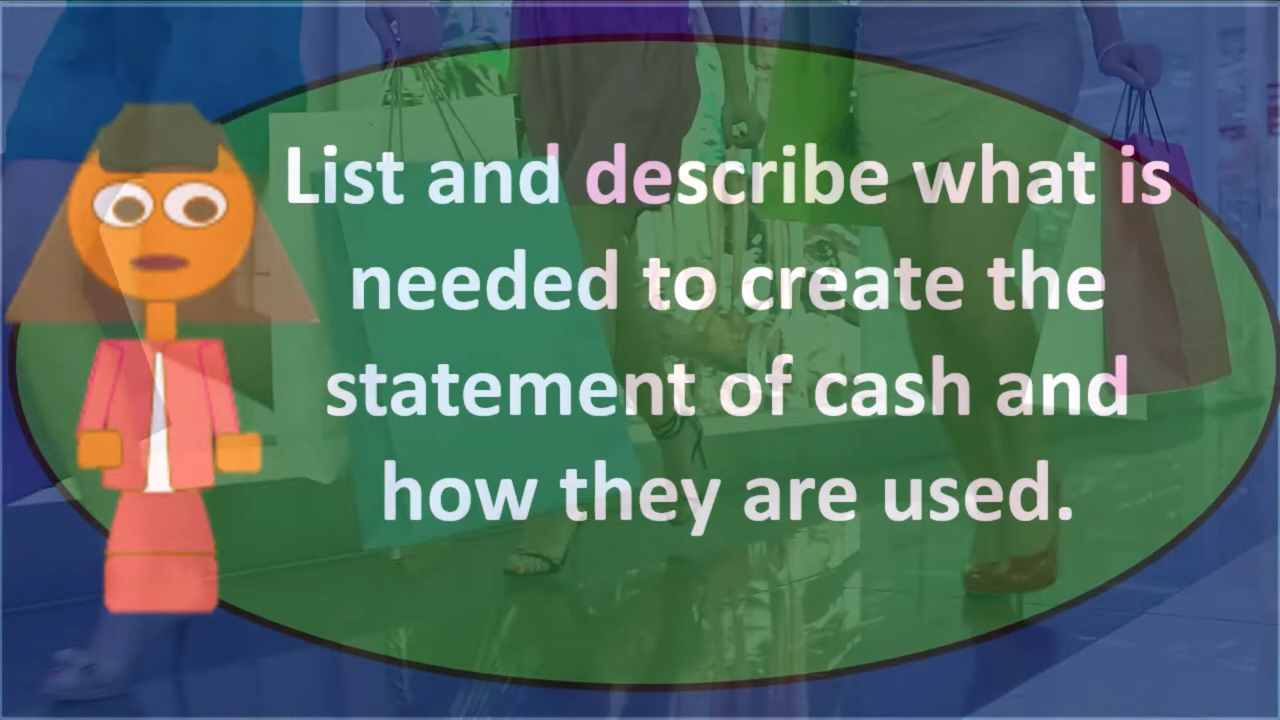 List and describe what is
needed to create the
statement of cash and
how they are used.